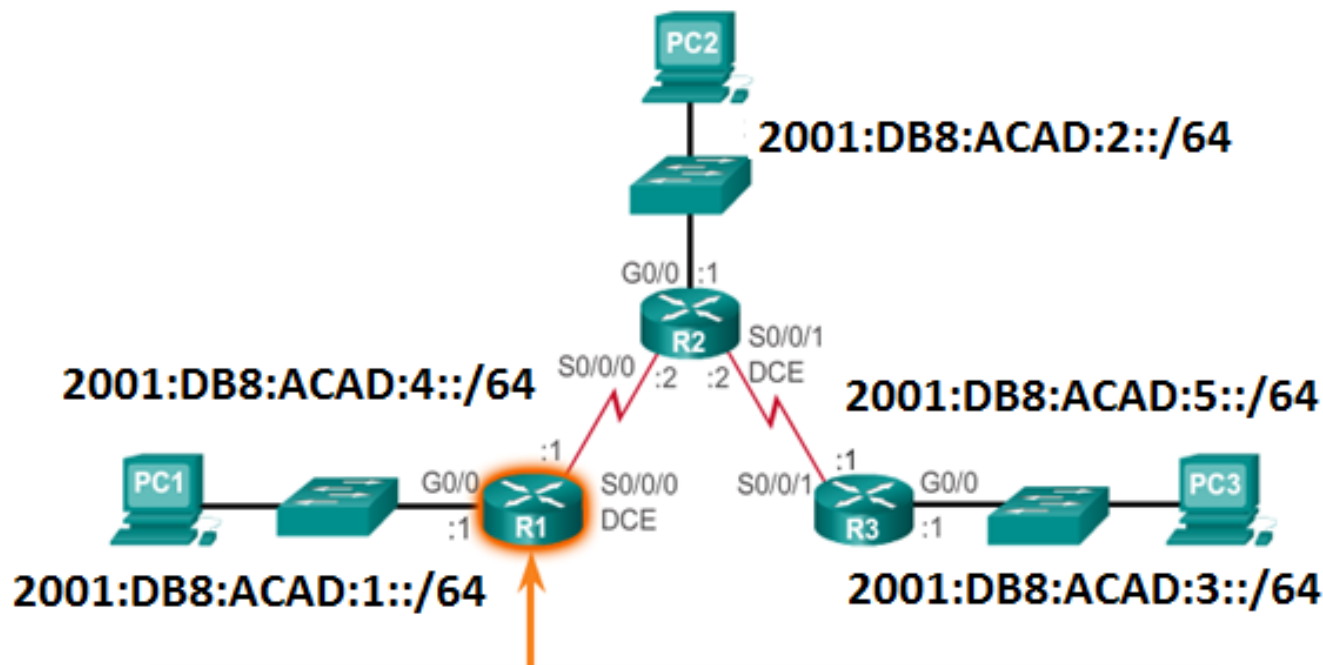 PC2
2001:DB8:ACAD:2::/64
G0/0 :1
R2
S0/0/1
DCE
S0/0/0
:2 :2
2001:DB8:ACAD:4::/64
2001:DB8:ACAD:5::/64
:1
:1
PC1
G0/0
:1
R1
S0/0/0
DCE
S0/0/1
R3
G0/0
:1
PC3
2001:DB8:ACAD:1::/64
2001:DB8:ACAD:3::/64